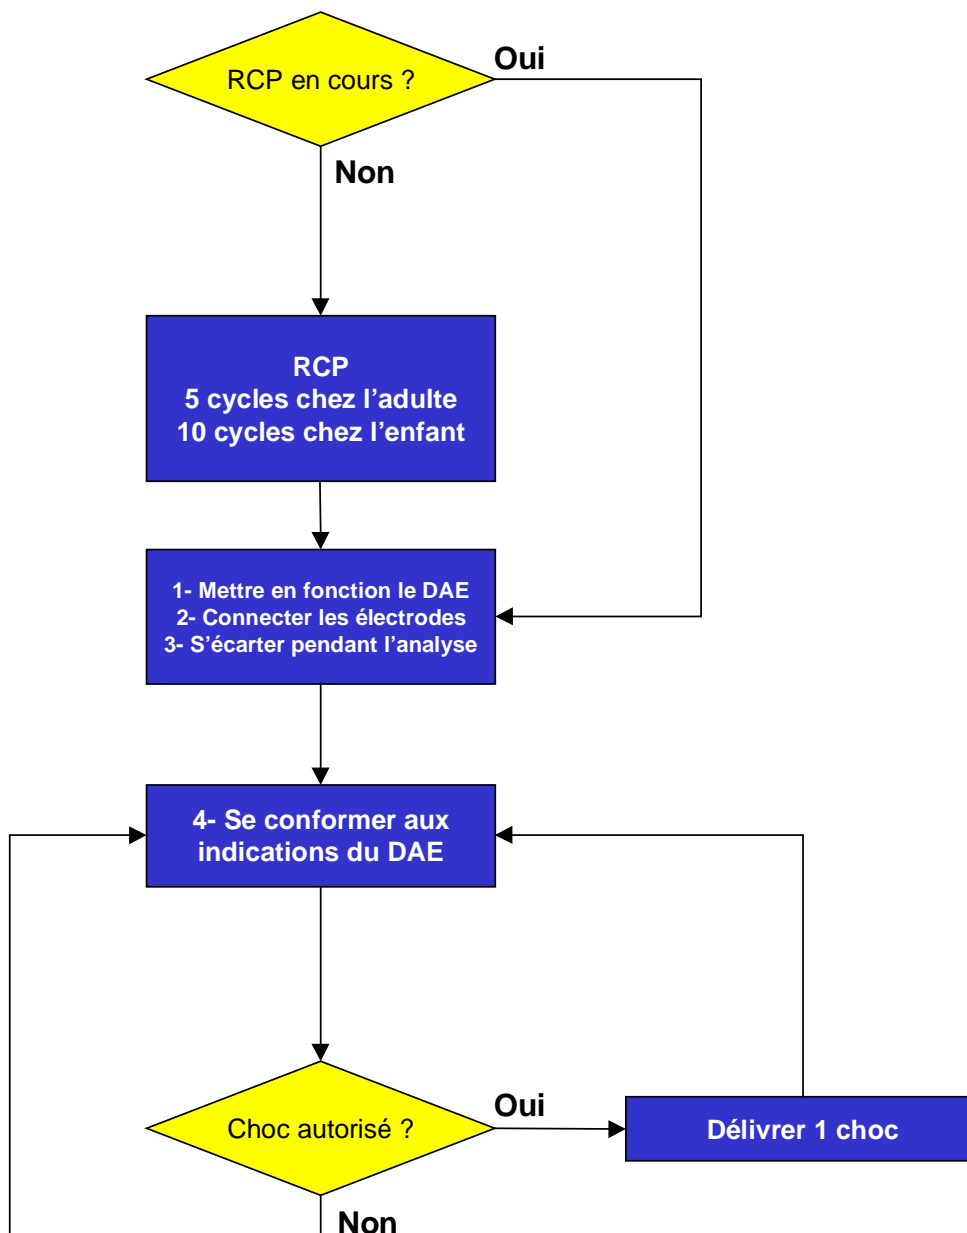 RCP en cours ?
Oui
Non
RCP
5 cycles chez l’adulte
10 cycles chez l’enfant
1- Mettre en fonction le DAE
2- Connecter les électrodes
3- S’écarter pendant l’analyse
4- Se conformer aux
indications du DAE
Choc autorisé ?
Oui
Délivrer 1 choc
Non